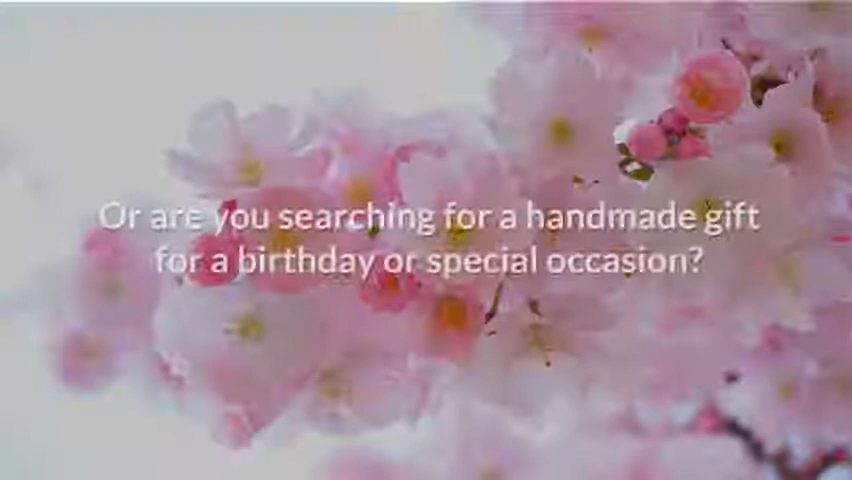 Or are you searching for a handmade gift
for a birthday or special occasion?